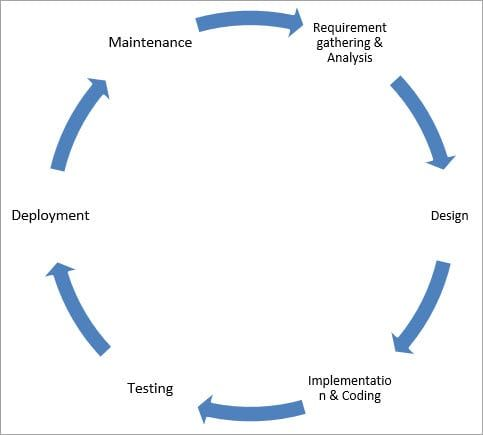 Maintenance
Requirement
gathering &
Analysis
Deployment
Design
Testing
Implementatio
n & Coding